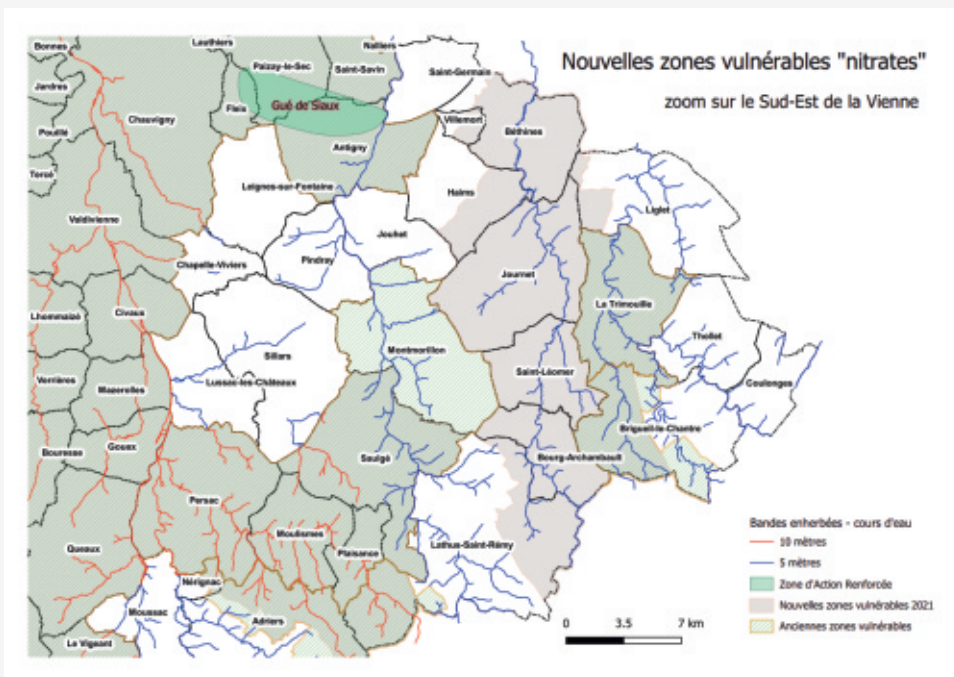 Nouvelles zones vulnérables "nitrates"
zoom sur le Sud-Est de la Vienne
Bonnes
Lauthiers
Nalliers
Paizay-le-Sec
Saint-Savin
Saint-Germain
Jardres
Fleix
Gué de Siaux
Villemort
Béthines
Chauvigny
Pouillé
Antigny
Tercé
Leignes-sur-Fontaine
Haims
Liglet
Valdivienne
Jouhet
Chapelle-Viviers
Pindray
Journet
La Trimouille
Lhommaizé
Civaux
Thollet
Sillars
Montmorillon
Saint-Léomer
Verrières
Mazerolles
Lussac-les-Châteaux
Coulonges
Brigueil-le-Chantre
Bouresse
Gouex
Saulgé
Bourg-Archambault
Persac
Moulismes
Lathus-Saint-Rémy
Queaux
Plaisance
Nérignac
Moussac
Adriers
Le Vigeant
Bandes enherbées - cours d'eau
10 mètres
5 mètres
Zone d'Action Renforcée
Nouvelles zones vulnérables 2021
Anciennes zones vulnérables
0 3.5 7 km